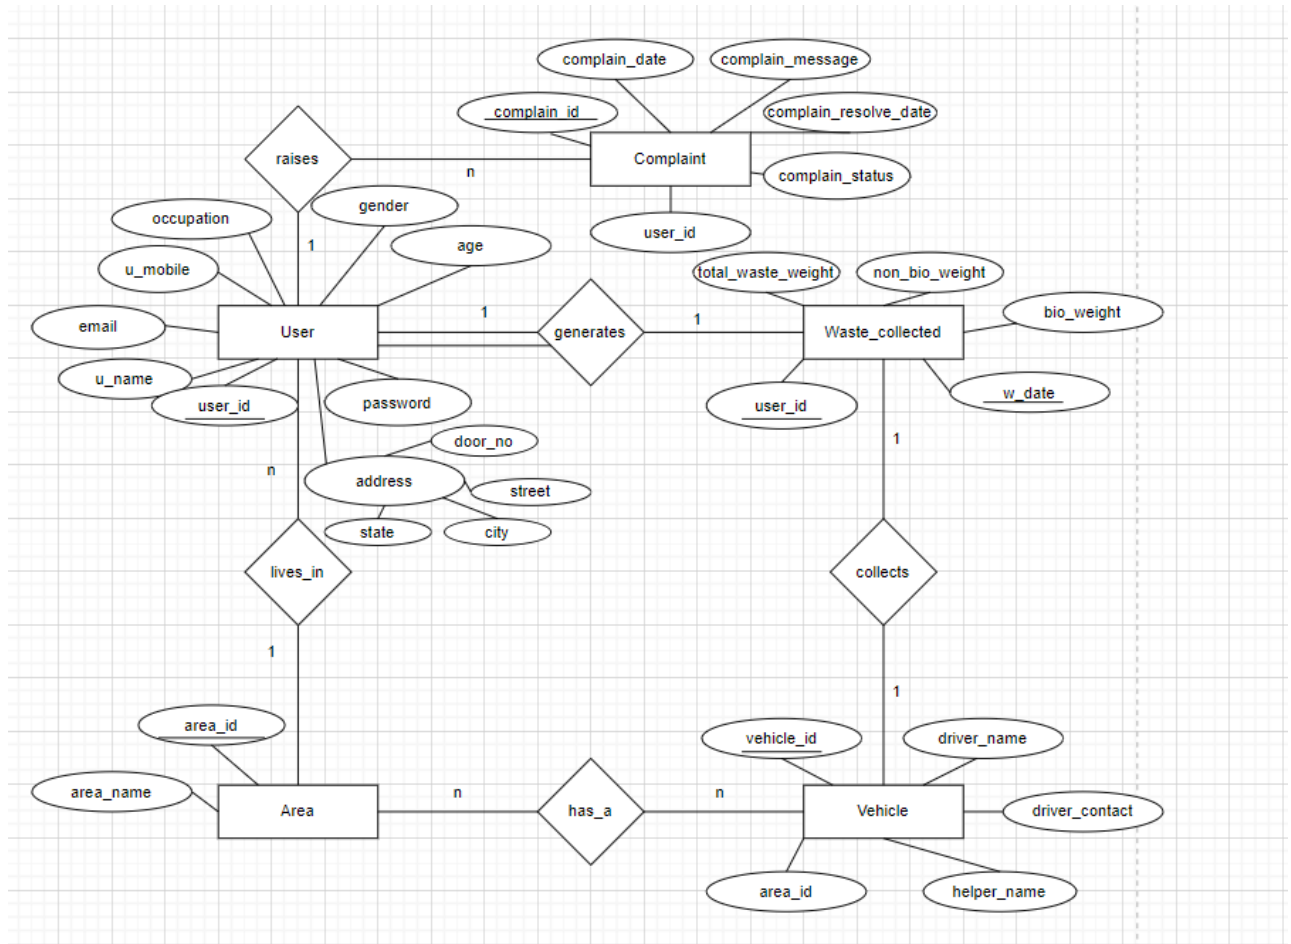 complain_date
complain_message
complain_id
complain_resolve_date
raises
Complaint
n
complain_status
gender
occupation
user_id
1
age
u_mobile
total_waste_weight
non_bio_weight
email
User
1
generates
1
Waste_collected
bio_weight
u_name
user_id
password
user_id
w_date
door_no
1
n
address
street
state
city
lives_in
collects
1
1
area_id
vehicle_id
driver_name
area_name
n
n
Area
has_a
Vehicle
driver_contact
area_id
helper_name